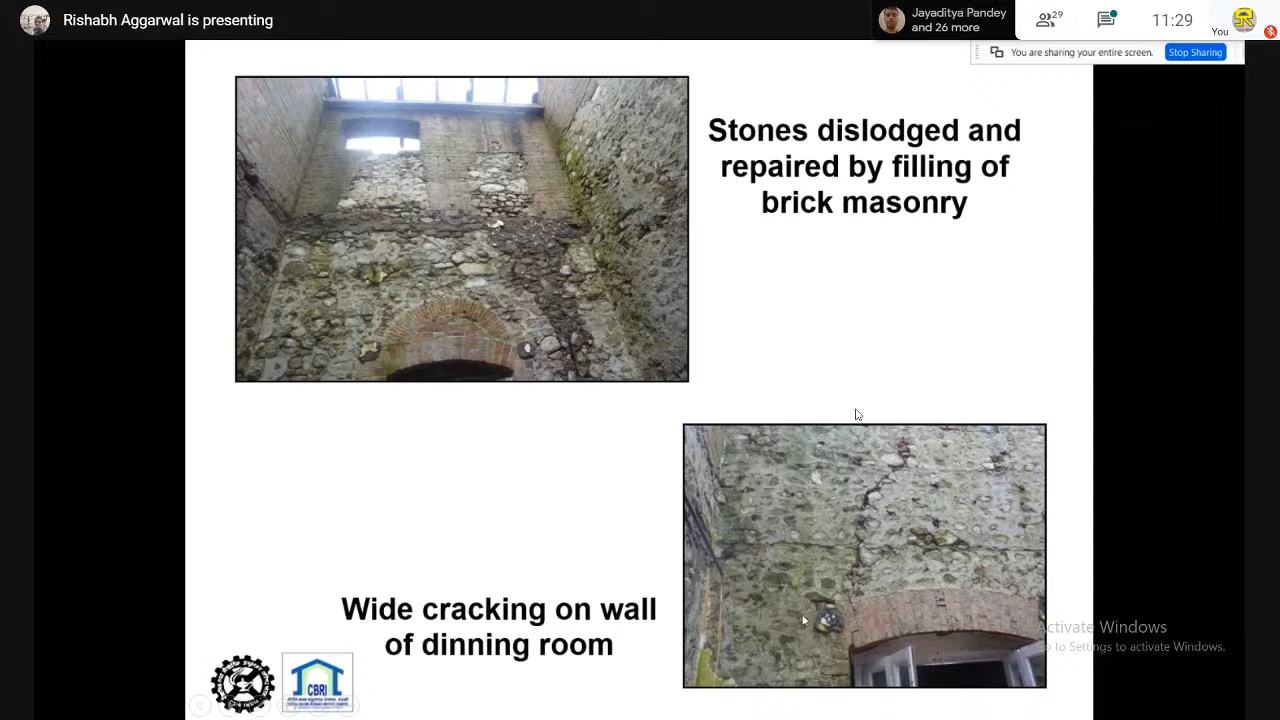 Rishabh Aggarwal is presenting
Jayaditya Pandey
and 26 more
29
11:29
You
You are sharing your entire screen.
Stop Sharing
Stones dislodged and
repaired by filling of
brick masonry
Wide cracking on wall
of dinning room
Activate Windows
to Settings to activate Windows.
CBRI